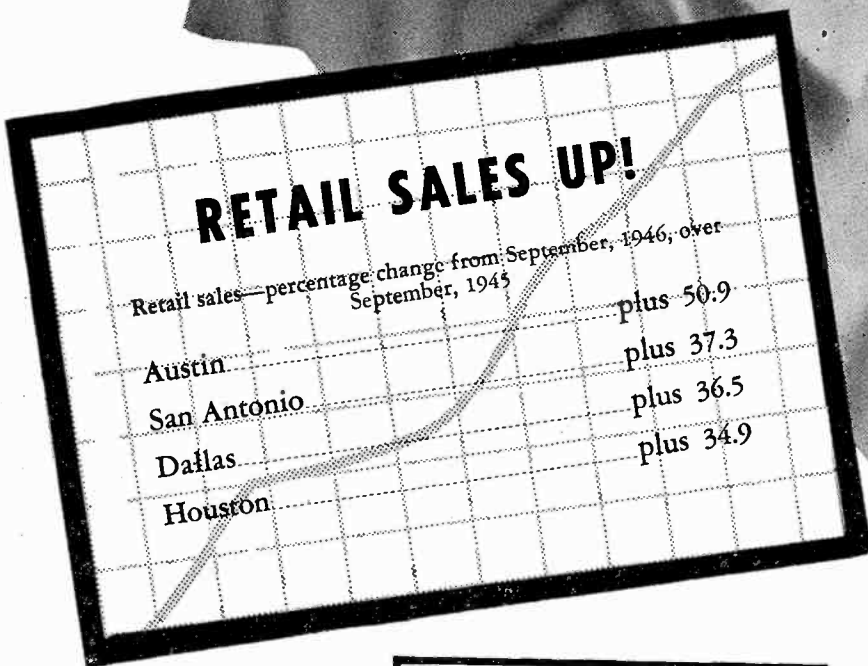 RETAIL SALES UP!
Retail sales—percentage change from September, 1946, over
September, 1945
Austin plus 50.9
San Antonio plus 37.3
Dallas plus 36.5
Houston plus 34.9